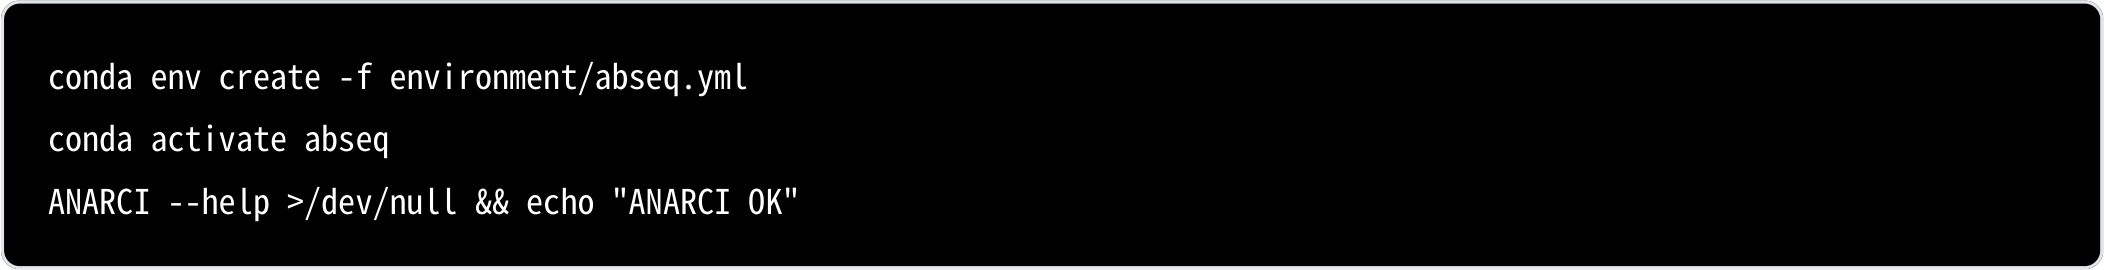 conda env create -f environment/abseq.yml
conda activate abseq
ANARCI --help >/dev/null && echo "ANARCI OK"